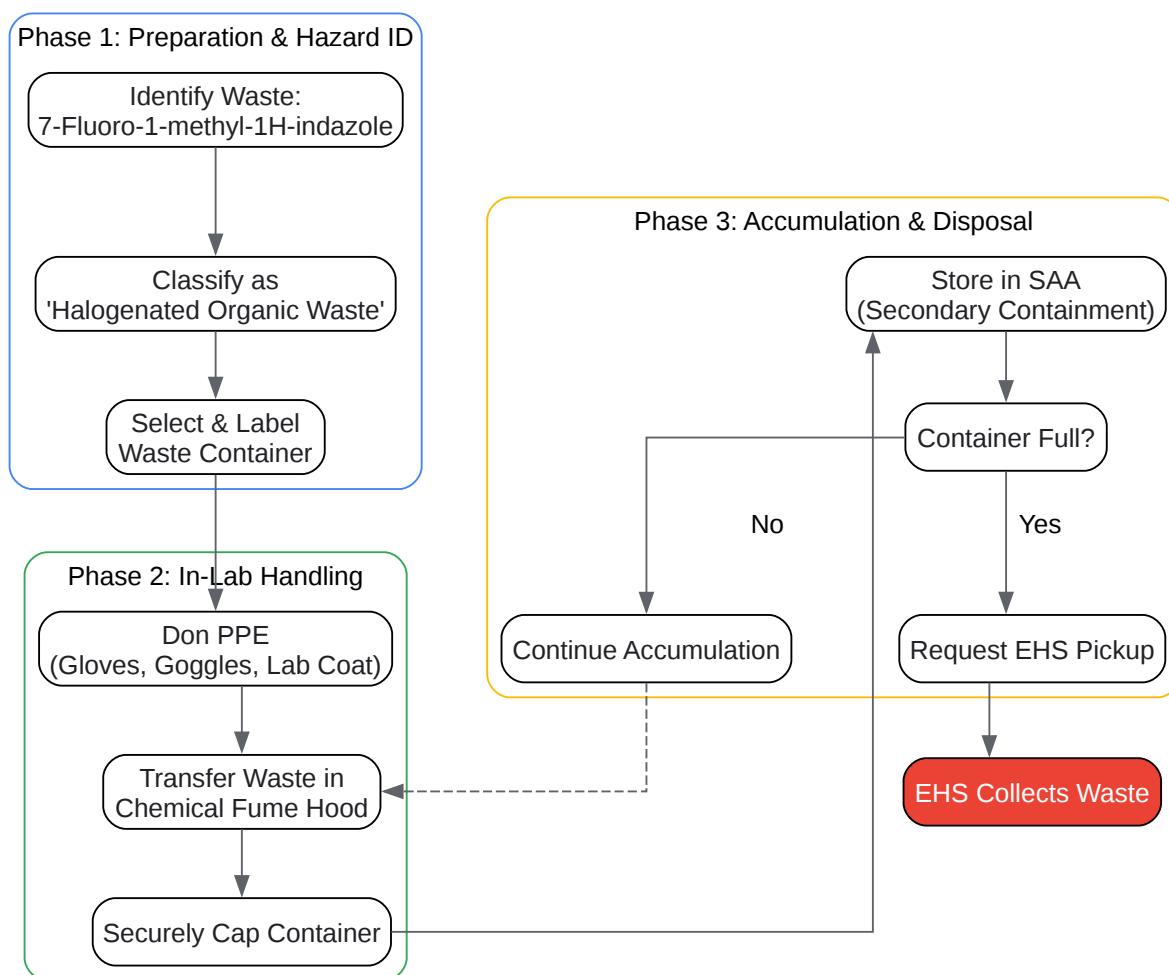 Phase 1: Preparation & Hazard ID
Identify Waste:
7-Fluoro-1-methyl-1H-indazole
Classify as
'Halogenated Organic Waste'
Select & Label
Waste Container
Phase 2: In-Lab Handling
Don PPE
(Gloves, Goggles, Lab Coat)
Transfer Waste in
Chemical Fume Hood
Securely Cap Container
Phase 3: Accumulation & Disposal
Store in SAA
(Secondary Containment)
Container Full?
No
Yes
Continue Accumulation
Request EHS Pickup
EHS Collects Waste